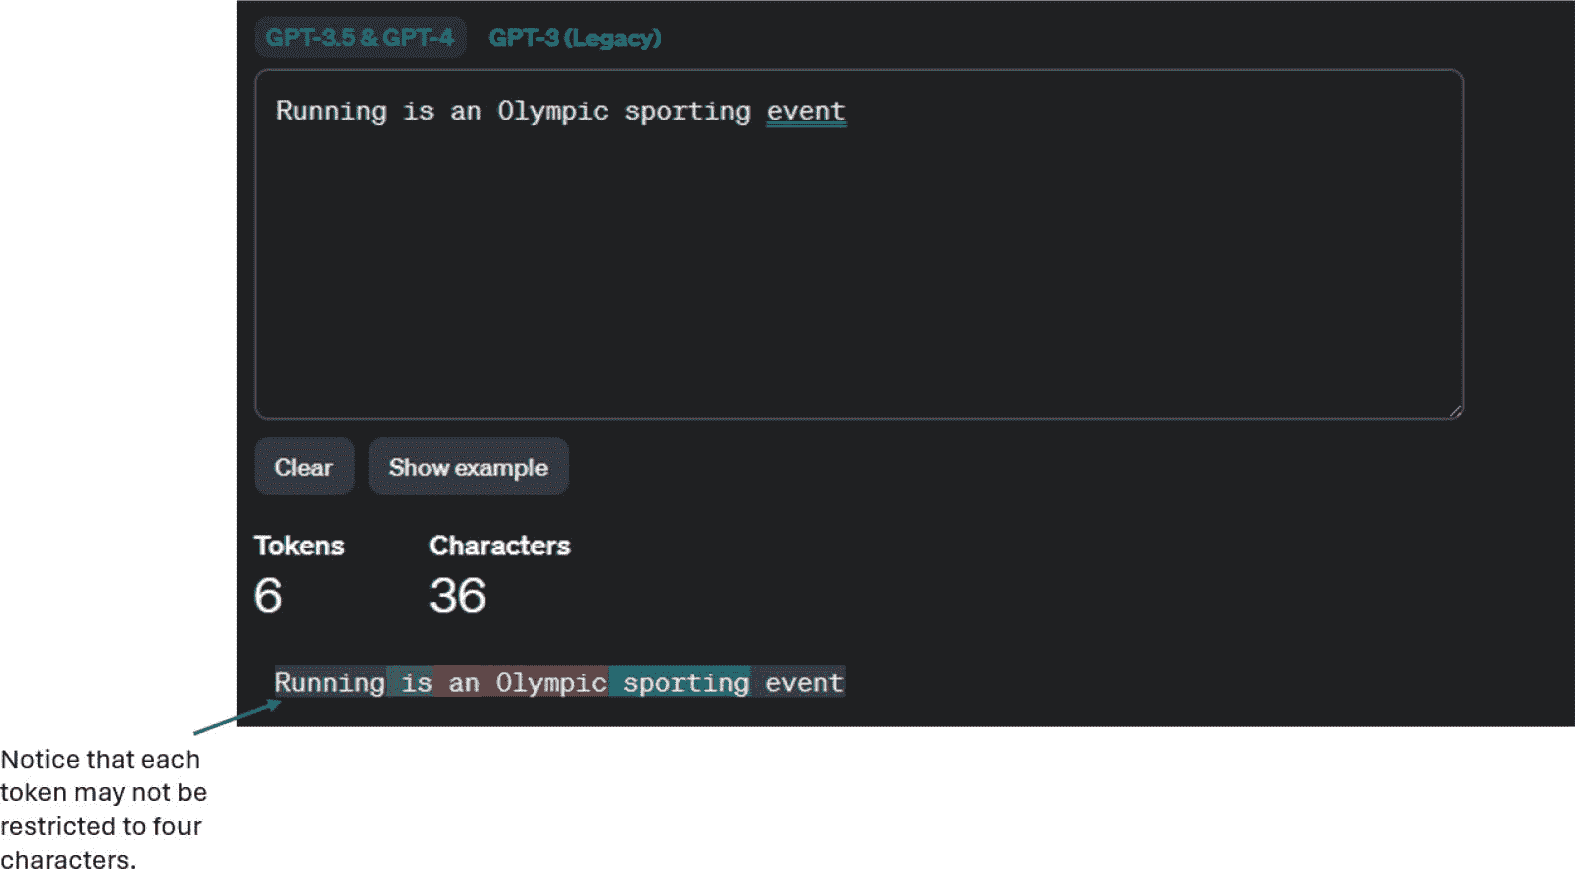 GPT-3.5 & GPT-4 GPT-3 (Legacy)
Running is an Olympic sporting event
Clear Show example
Tokens Characters
6 36
Running is an Olympic sporting event
Notice that each
token may not be
restricted to four
characters.